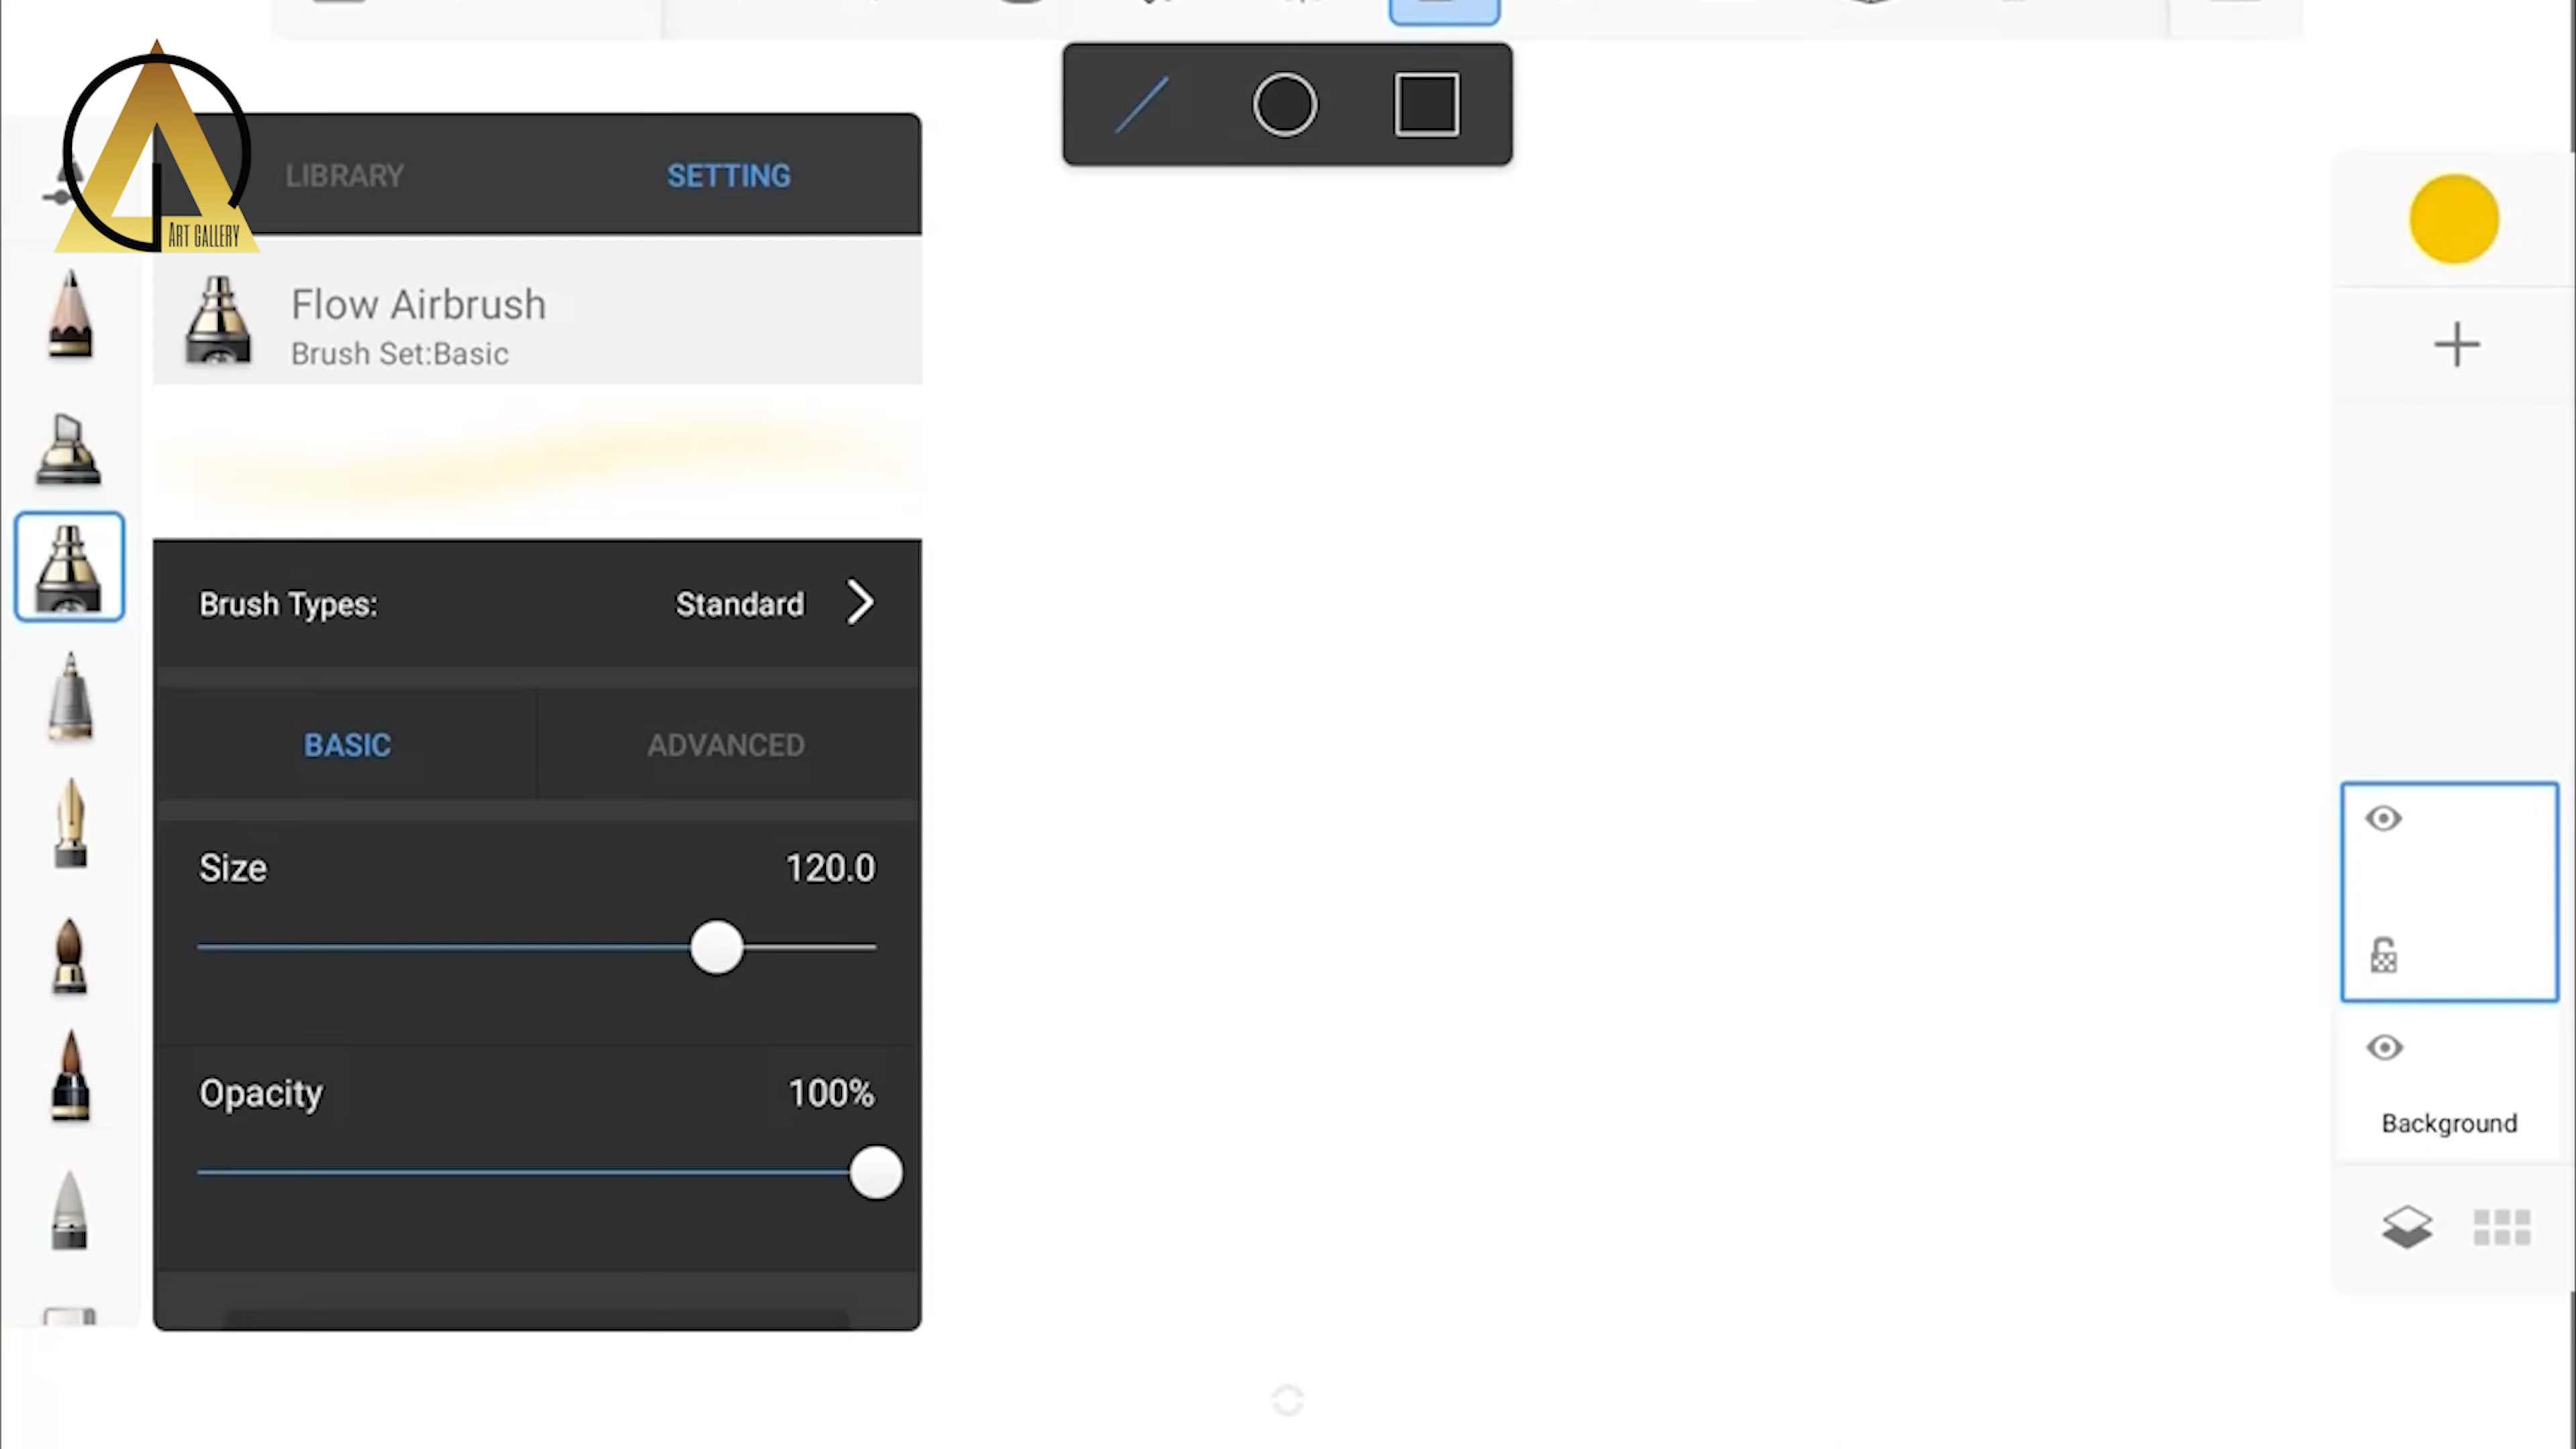 ART GALLERY
LIBRARY
SETTING
Flow Airbrush
Brush Set:Basic
Brush Types:
Standard
BASIC
ADVANCED
Size
120.0
Opacity
100%
Background